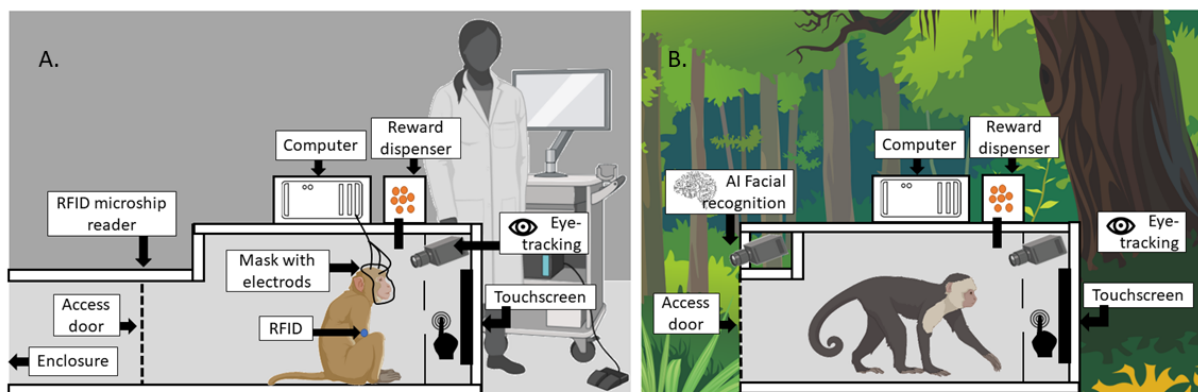 A.
Computer
Reward
dispenser
RFID microship
reader
Eye-
tracking
Mask with
electrods
Access
door
RFID
Touchscreen
Enclosure
B.
Computer
Reward
dispenser
AI Facial
recognition
Eye-
tracking
Access
door
Touchscreen